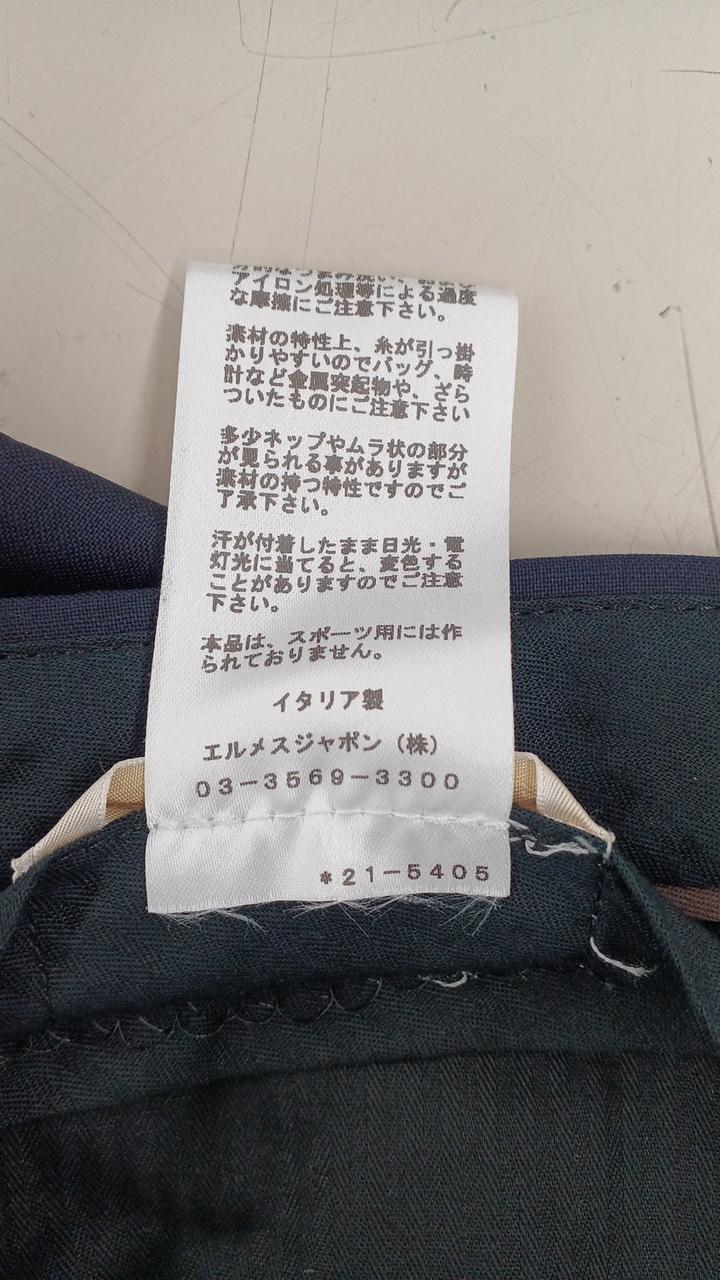 アイロン処理等による過度
な摩擦にご注意下さい。
素材の特性上、糸が引っ掛
かりやすいのでバッグ、時
計など金属突起物や、ざら
ついたものにご注意下さい
多少ネップやムラ状の部分
が見られる事がありますが
素材の持つ特性ですのでご
了承下さい。
汗が付着したまま日光・電
灯光に当てると、変色する
ことがありますのでご注意
下さい。
本品は、スポーツ用には作
られておりません。
イタリア製
エルメスジャポン（株）
03−3569−3300
*21−5405